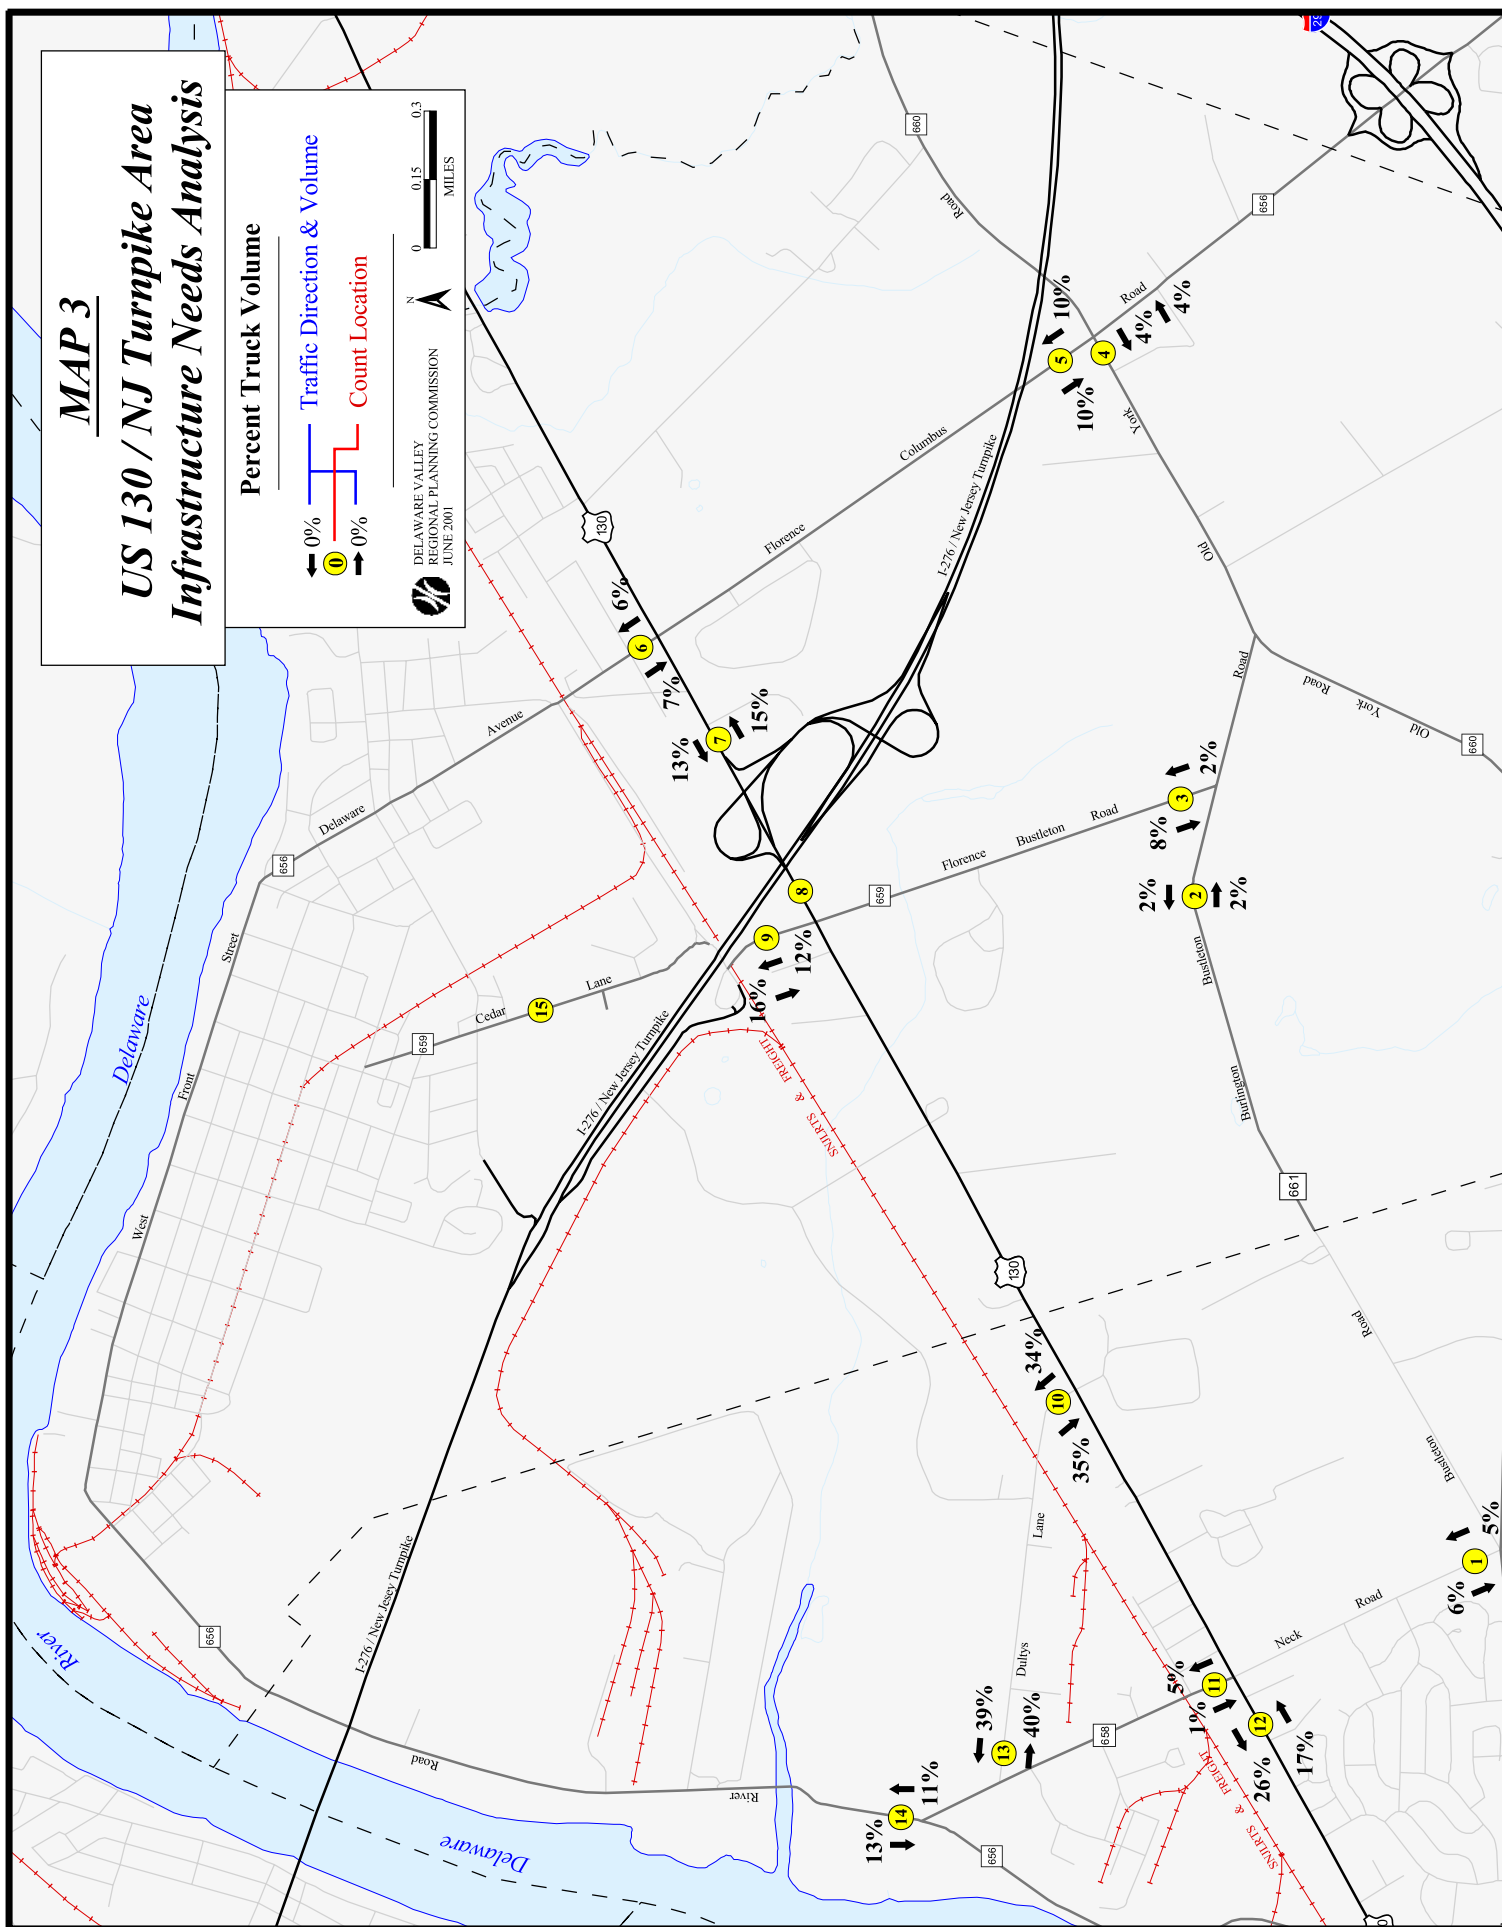 MAP 3
US 130 / NJ Turnpike Area
Infrastructure Needs Analysis
Percent Truck Volume
0%
0
0%
Traffic Direction & Volume
Count Location
DELAWARE VALLEY
REGIONAL PLANNING COMMISSION
JUNE 2001
N
0 0.15 0.3
MILES
Delaware
River
Delaware
West
Front
Street
Delaware
Avenue
656
656
River
Road
656
I-276 / New Jesey Turnpike
I-276 / New Jersey Turnpike
I-276 / New Jersey Turnpike
Cedar
Lane
659
15
130
6%
6
7%
13%
7
15%
8
9
12%
16%
SNJLRTS & FREIGHT
SNJLRTS & FREIGHT
Florence
Columbus
Road
656
10%
5
10%
4
4%
4%
660
Road
York
Old
Road
York
Old
660
Florence
Bustleton
Road
659
8%
3
2%
2%
2
2%
Road
Bustleton
Burlington
661
Road
Bustleton
130
34%
10
35%
Dultys
Lane
39%
13
40%
11%
14
13%
658
5%
11
1%
12
26%
17%
Neck
Road
6%
1
5%